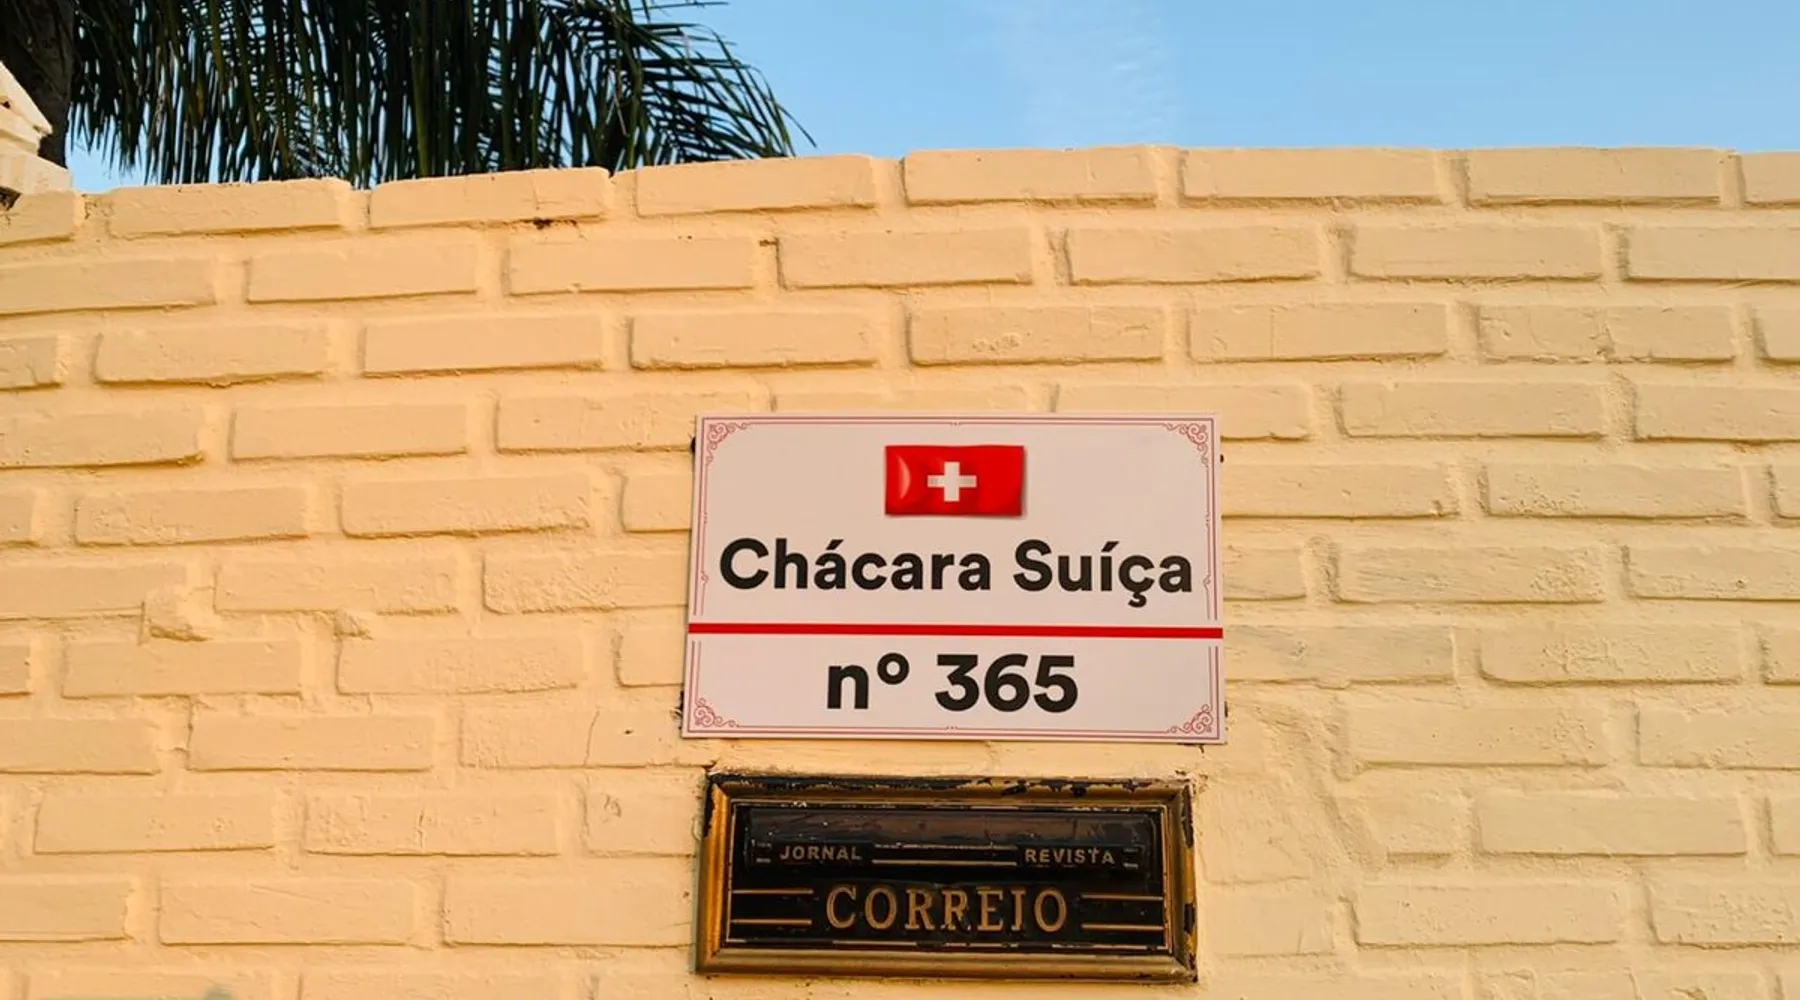 Chácara Suíça
nº 365
JORNAL REVISTA
CORREIO